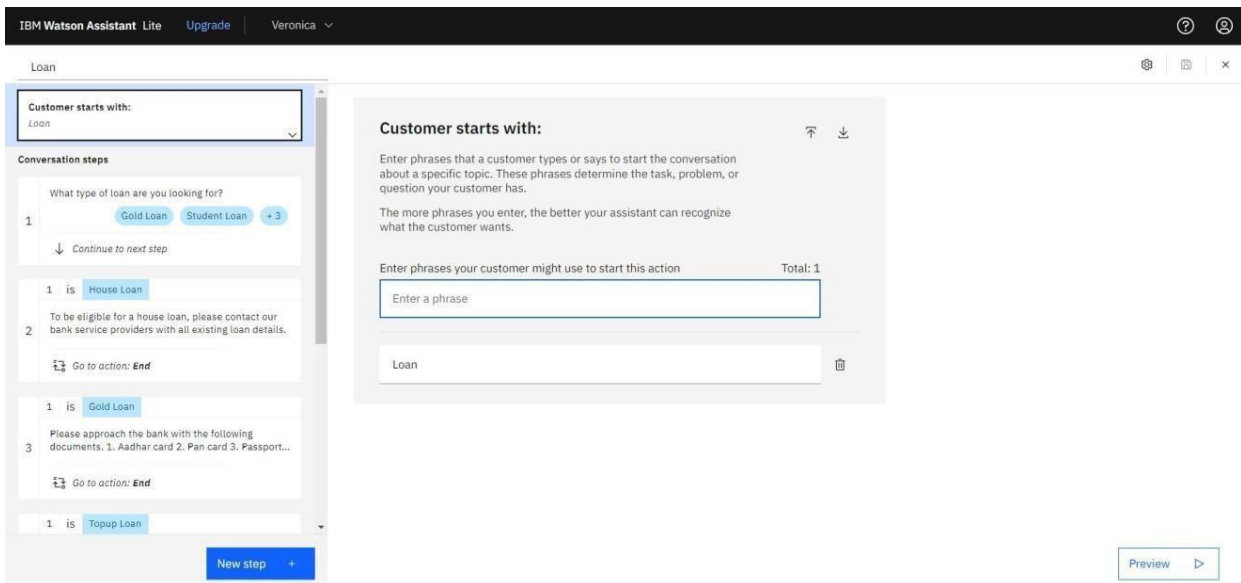 IBM Watson Assistant Lite Upgrade Veronica
Loan
Customer starts with:
Loan
Conversation steps
1
What type of loan are you looking for?
Gold Loan Student Loan + 3
Continue to next step
2
1 is House Loan
To be eligible for a house loan, please contact our
bank service providers with all existing loan details.
Go to action: End
3
1 is Gold Loan
Please approach the bank with the following
documents. 1. Aadhar card 2. Pan card 3. Passport...
Go to action: End
1 is Topup Loan
New step +
Customer starts with:
Enter phrases that a customer types or says to start the conversation
about a specific topic. These phrases determine the task, problem, or
question your customer has.
The more phrases you enter, the better your assistant can recognize
what the customer wants.
Enter phrases your customer might use to start this action Total: 1
Enter a phrase
Loan
Preview